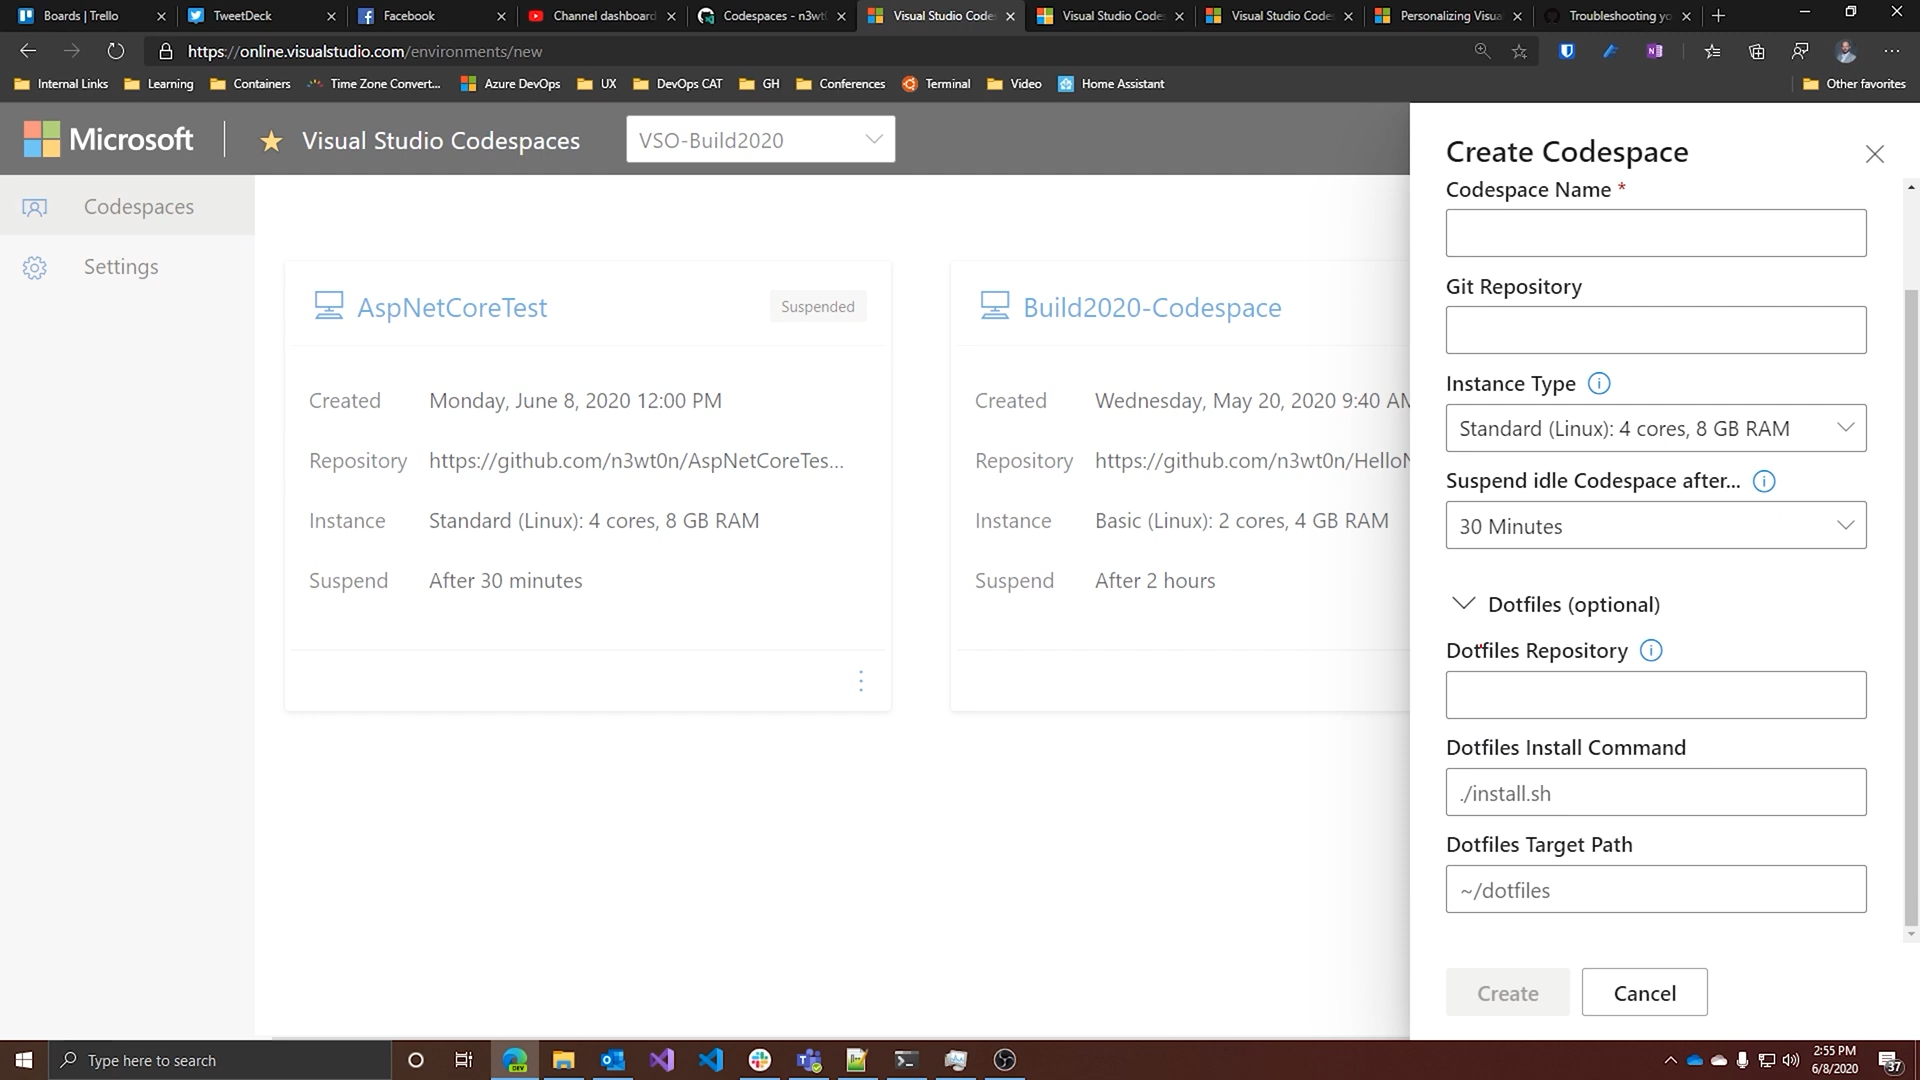 Boards | Trello
TweetDeck
Facebook
Channel dashboard
Codespaces - n3wt
Visual Studio Code
Visual Studio Code
Visual Studio Code
Personalizing Visua
Troubleshooting yo
https://online.visualstudio.com/environments/new
Internal Links
Learning
Containers
Time Zone Convert...
Azure DevOps
UX
DevOps CAT
GH
Conferences
Terminal
Video
Home Assistant
Other favorites
Microsoft
Visual Studio Codespaces
VSO-Build2020
Codespaces
Settings
AspNetCoreTest
Suspended
Created Monday, June 8, 2020 12:00 PM
Repository https://github.com/n3wt0n/AspNetCoreTes...
Instance Standard (Linux): 4 cores, 8 GB RAM
Suspend After 30 minutes
Build2020-Codespace
Created Wednesday, May 20, 2020 9:40 AM
Repository https://github.com/n3wt0n/HelloN
Instance Basic (Linux): 2 cores, 4 GB RAM
Suspend After 2 hours
Create Codespace
Codespace Name *
Git Repository
Instance Type
Standard (Linux): 4 cores, 8 GB RAM
Suspend idle Codespace after...
30 Minutes
Dotfiles (optional)
Dotfiles Repository
Dotfiles Install Command
./install.sh
Dotfiles Target Path
~/dotfiles
Create
Cancel
Type here to search
DEV
2:55 PM
6/8/2020
37